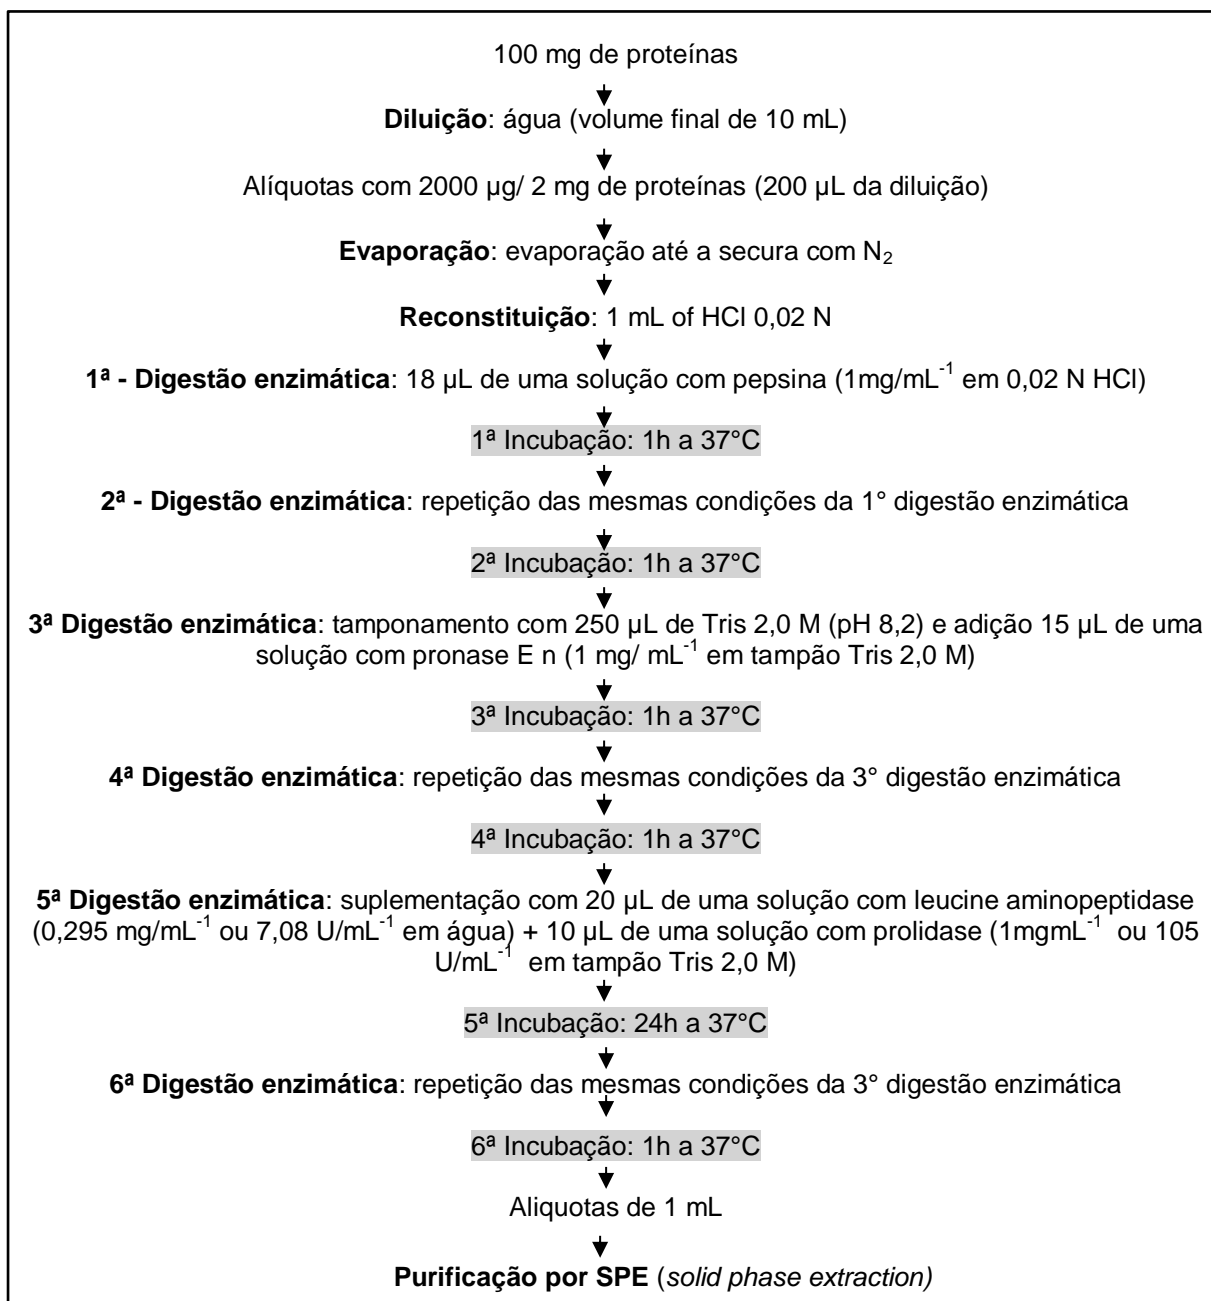 100 mg de proteínas
Diluição: água (volume final de 10 mL)
Alíquotas com 2000 µg/ 2 mg de proteínas (200 µL da diluição)
Evaporação: evaporação até a secura com N₂
Reconstituição: 1 mL of HCl 0,02 N
1ª - Digestão enzimática: 18 µL de uma solução com pepsina (1mg/mL⁻¹ em 0,02 N HCl)
1ª Incubação: 1h a 37°C
2ª - Digestão enzimática: repetição das mesmas condições da 1° digestão enzimática
2ª Incubação: 1h a 37°C
3ª Digestão enzimática: tamponamento com 250 µL de Tris 2,0 M (pH 8,2) e adição 15 µL de uma
solução com pronase E n (1 mg/ mL⁻¹ em tampão Tris 2,0 M)
3ª Incubação: 1h a 37°C
4ª Digestão enzimática: repetição das mesmas condições da 3° digestão enzimática
4ª Incubação: 1h a 37°C
5ª Digestão enzimática: suplementação com 20 µL de uma solução com leucine aminopeptidase
(0,295 mg/mL⁻¹ ou 7,08 U/mL⁻¹ em água) + 10 µL de uma solução com prolidase (1mgmL⁻¹ ou 105
U/mL⁻¹ em tampão Tris 2,0 M)
5ª Incubação: 24h a 37°C
6ª Digestão enzimática: repetição das mesmas condições da 3° digestão enzimática
6ª Incubação: 1h a 37°C
Aliquotas de 1 mL
Purificação por SPE (solid phase extraction)